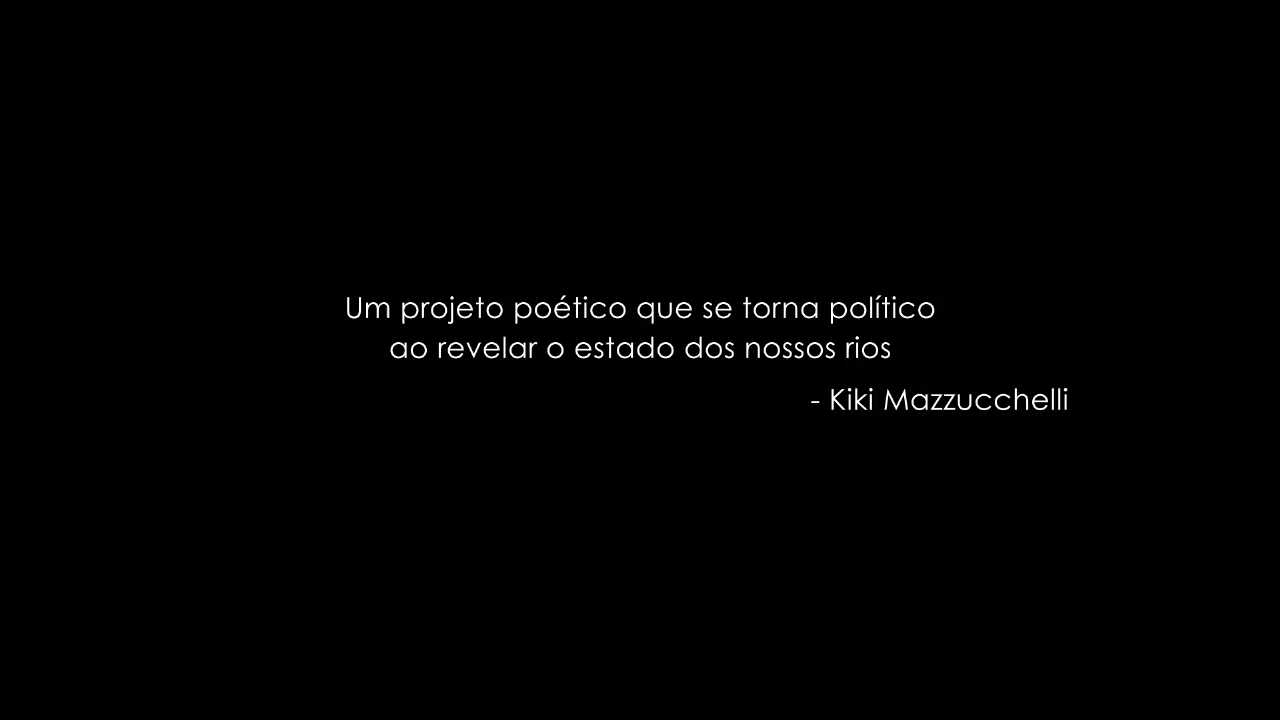 Um projeto poético que se torna político
ao revelar o estado dos nossos rios
- Kiki Mazzucchelli